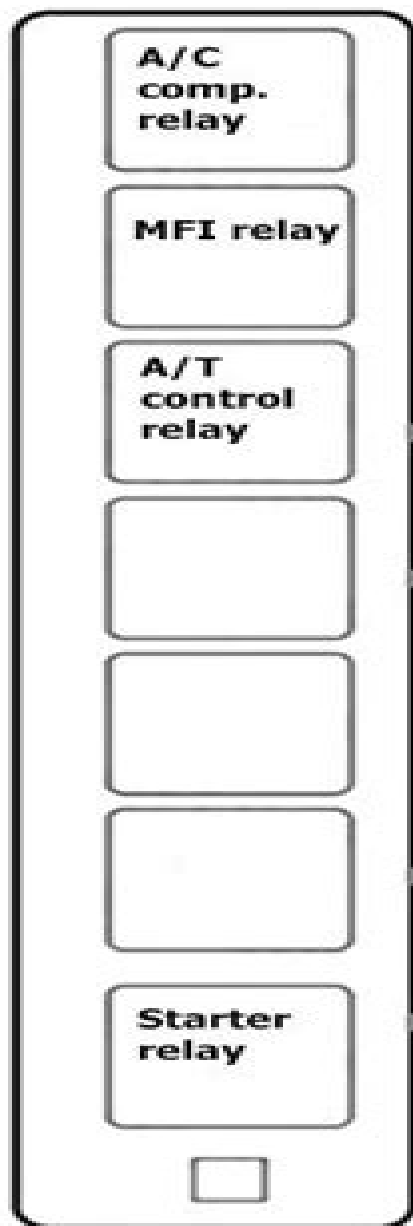 A/C
comp.
relay
MFI relay
A/T
control
relay
Starter
relay